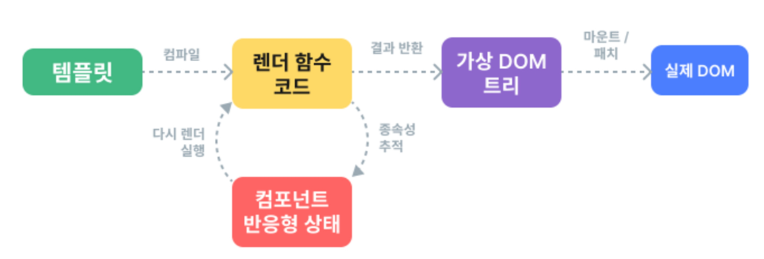 템플릿
컴파일
렌더 함수
코드
결과 반환
가상 DOM
트리
마운트 /
패치
실제 DOM
다시 렌더
실행
종속성
추적
컴포넌트
반응형 상태